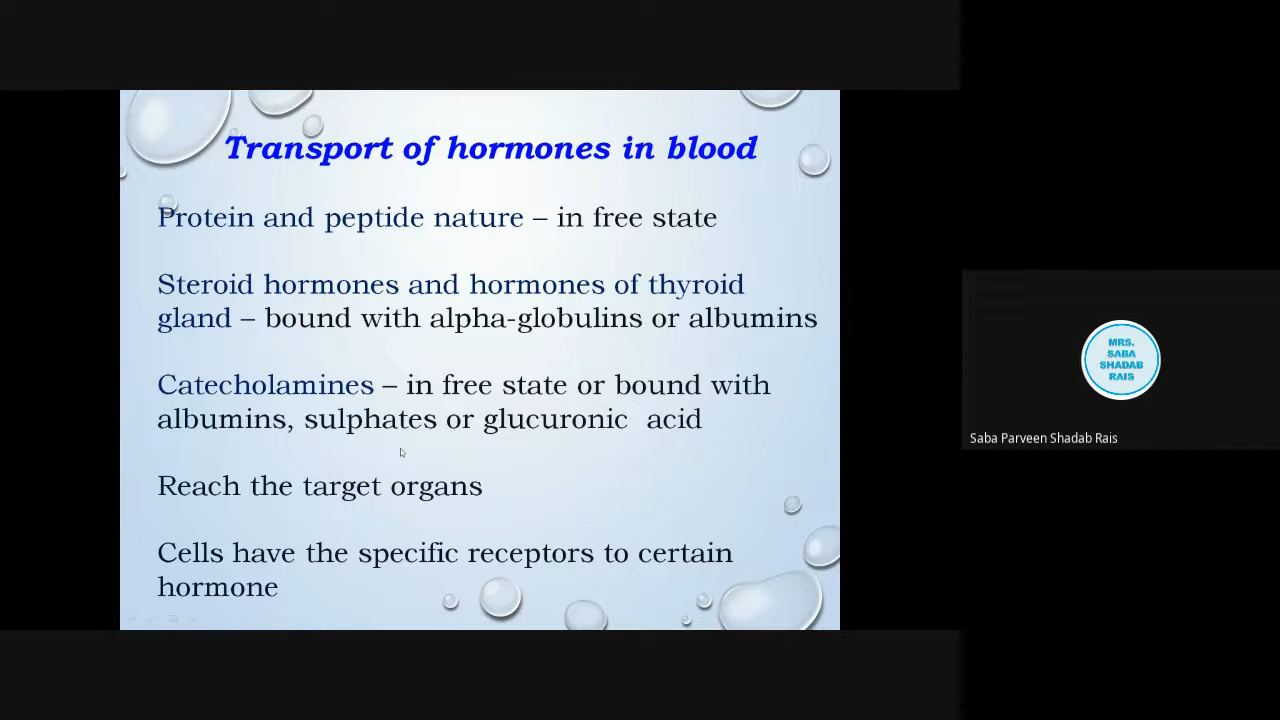 Transport of hormones in blood
Protein and peptide nature – in free state
Steroid hormones and hormones of thyroid
gland – bound with alpha-globulins or albumins
Catecholamines – in free state or bound with
albumins, sulphates or glucuronic acid
Reach the target organs
Cells have the specific receptors to certain
hormone
MRS.
SABA
SHADAB
RAIS
Saba Parveen Shadab Rais